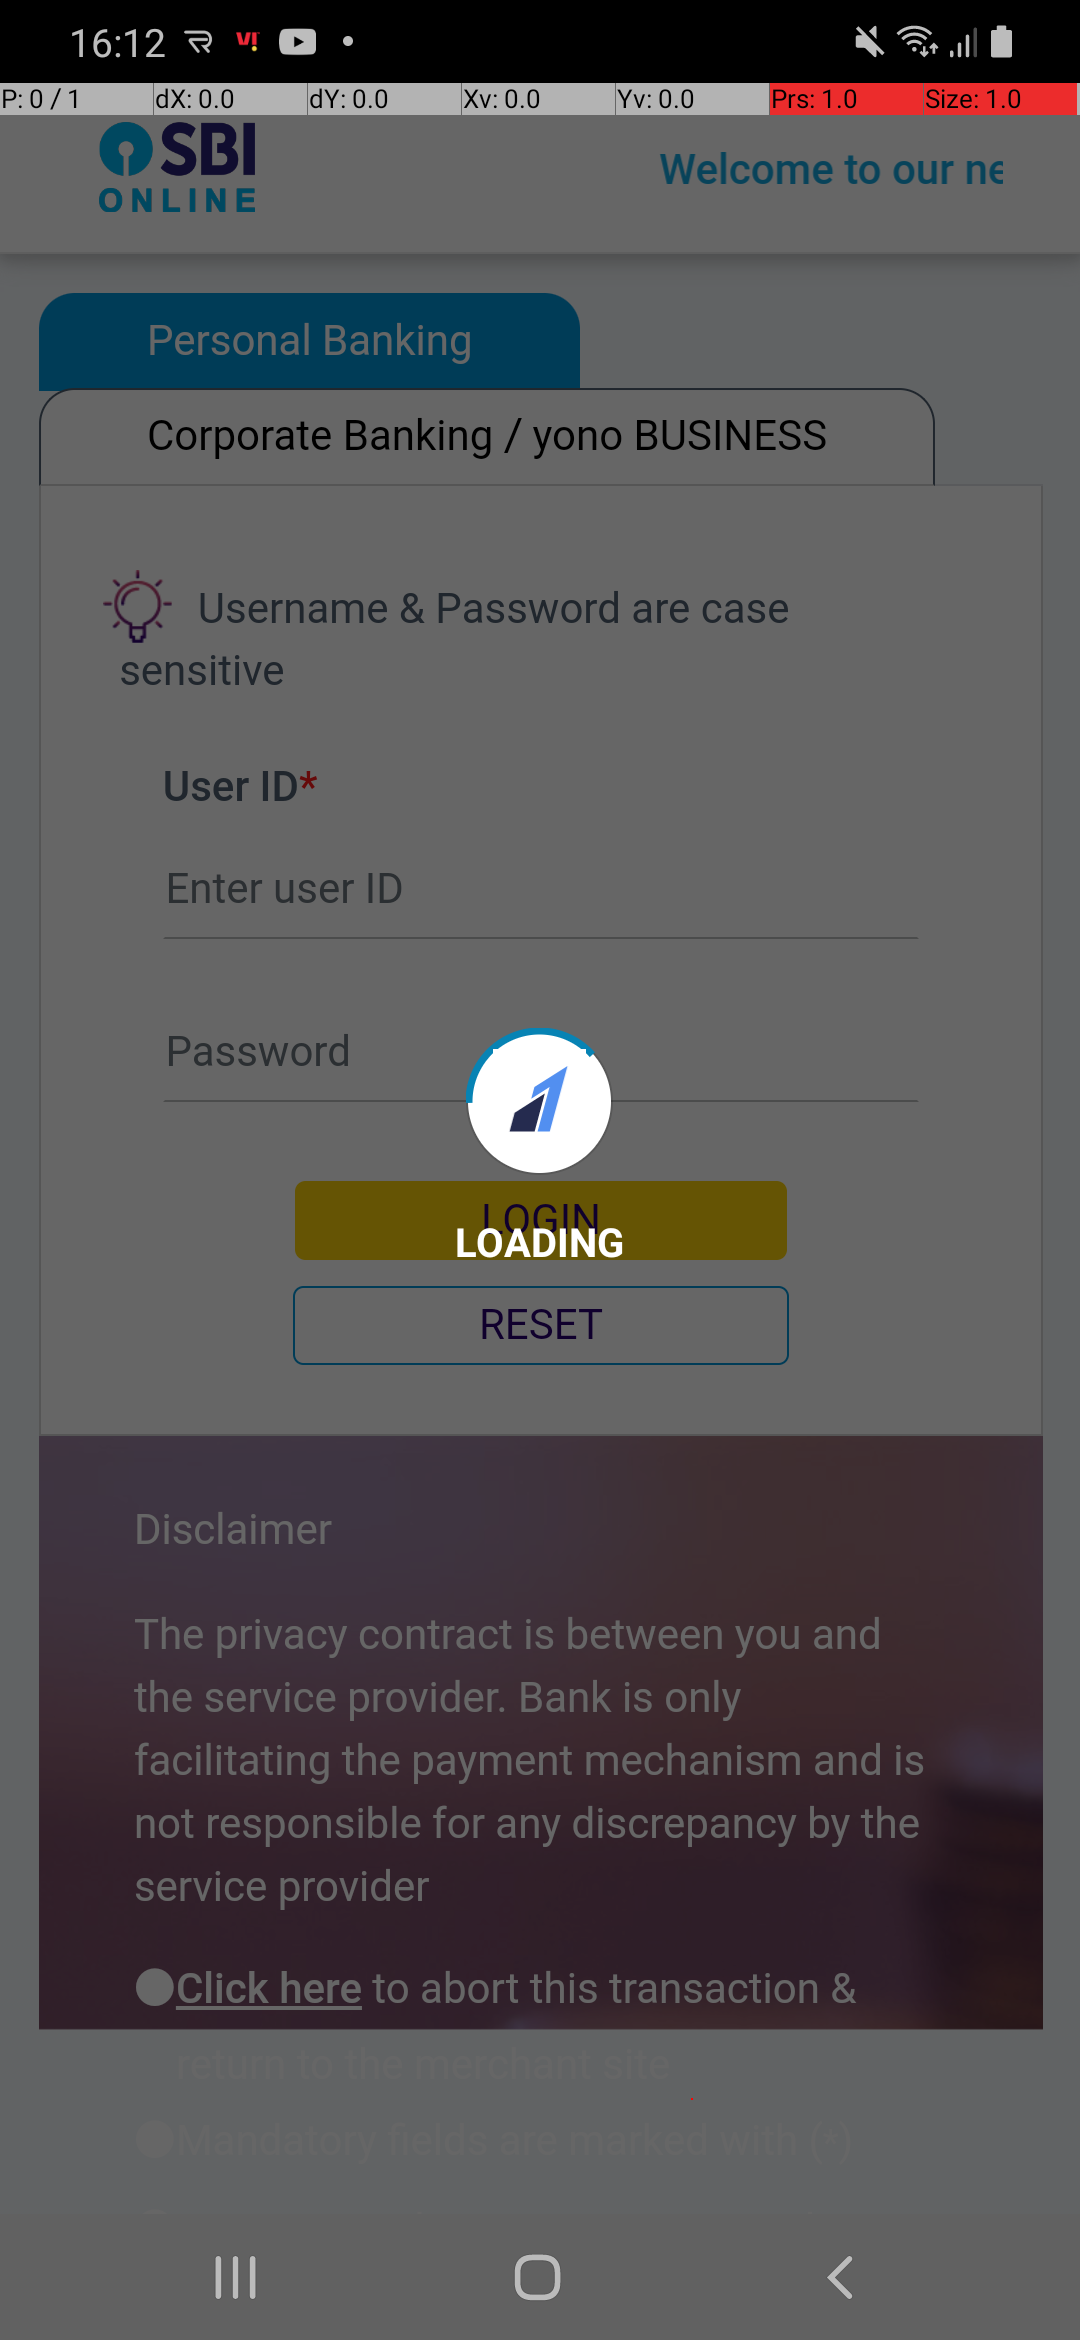 16:12
P: 0 / 1 dX: 0.0 dY: 0.0 Xv: 0.0 Yv: 0.0 Prs: 1.0 Size: 1.0
SBI
ONLINE
Welcome to our ne
Personal Banking
Corporate Banking / yono BUSINESS
Username & Password are case
sensitive
User ID*
Enter user ID
Password
LOGIN
LOADING
RESET
Disclaimer
The privacy contract is between you and
the service provider. Bank is only
facilitating the payment mechanism and is
not responsible for any discrepancy by the
service provider
Click here to abort this transaction &
return to the merchant site
Mandatory fields are marked with (*)